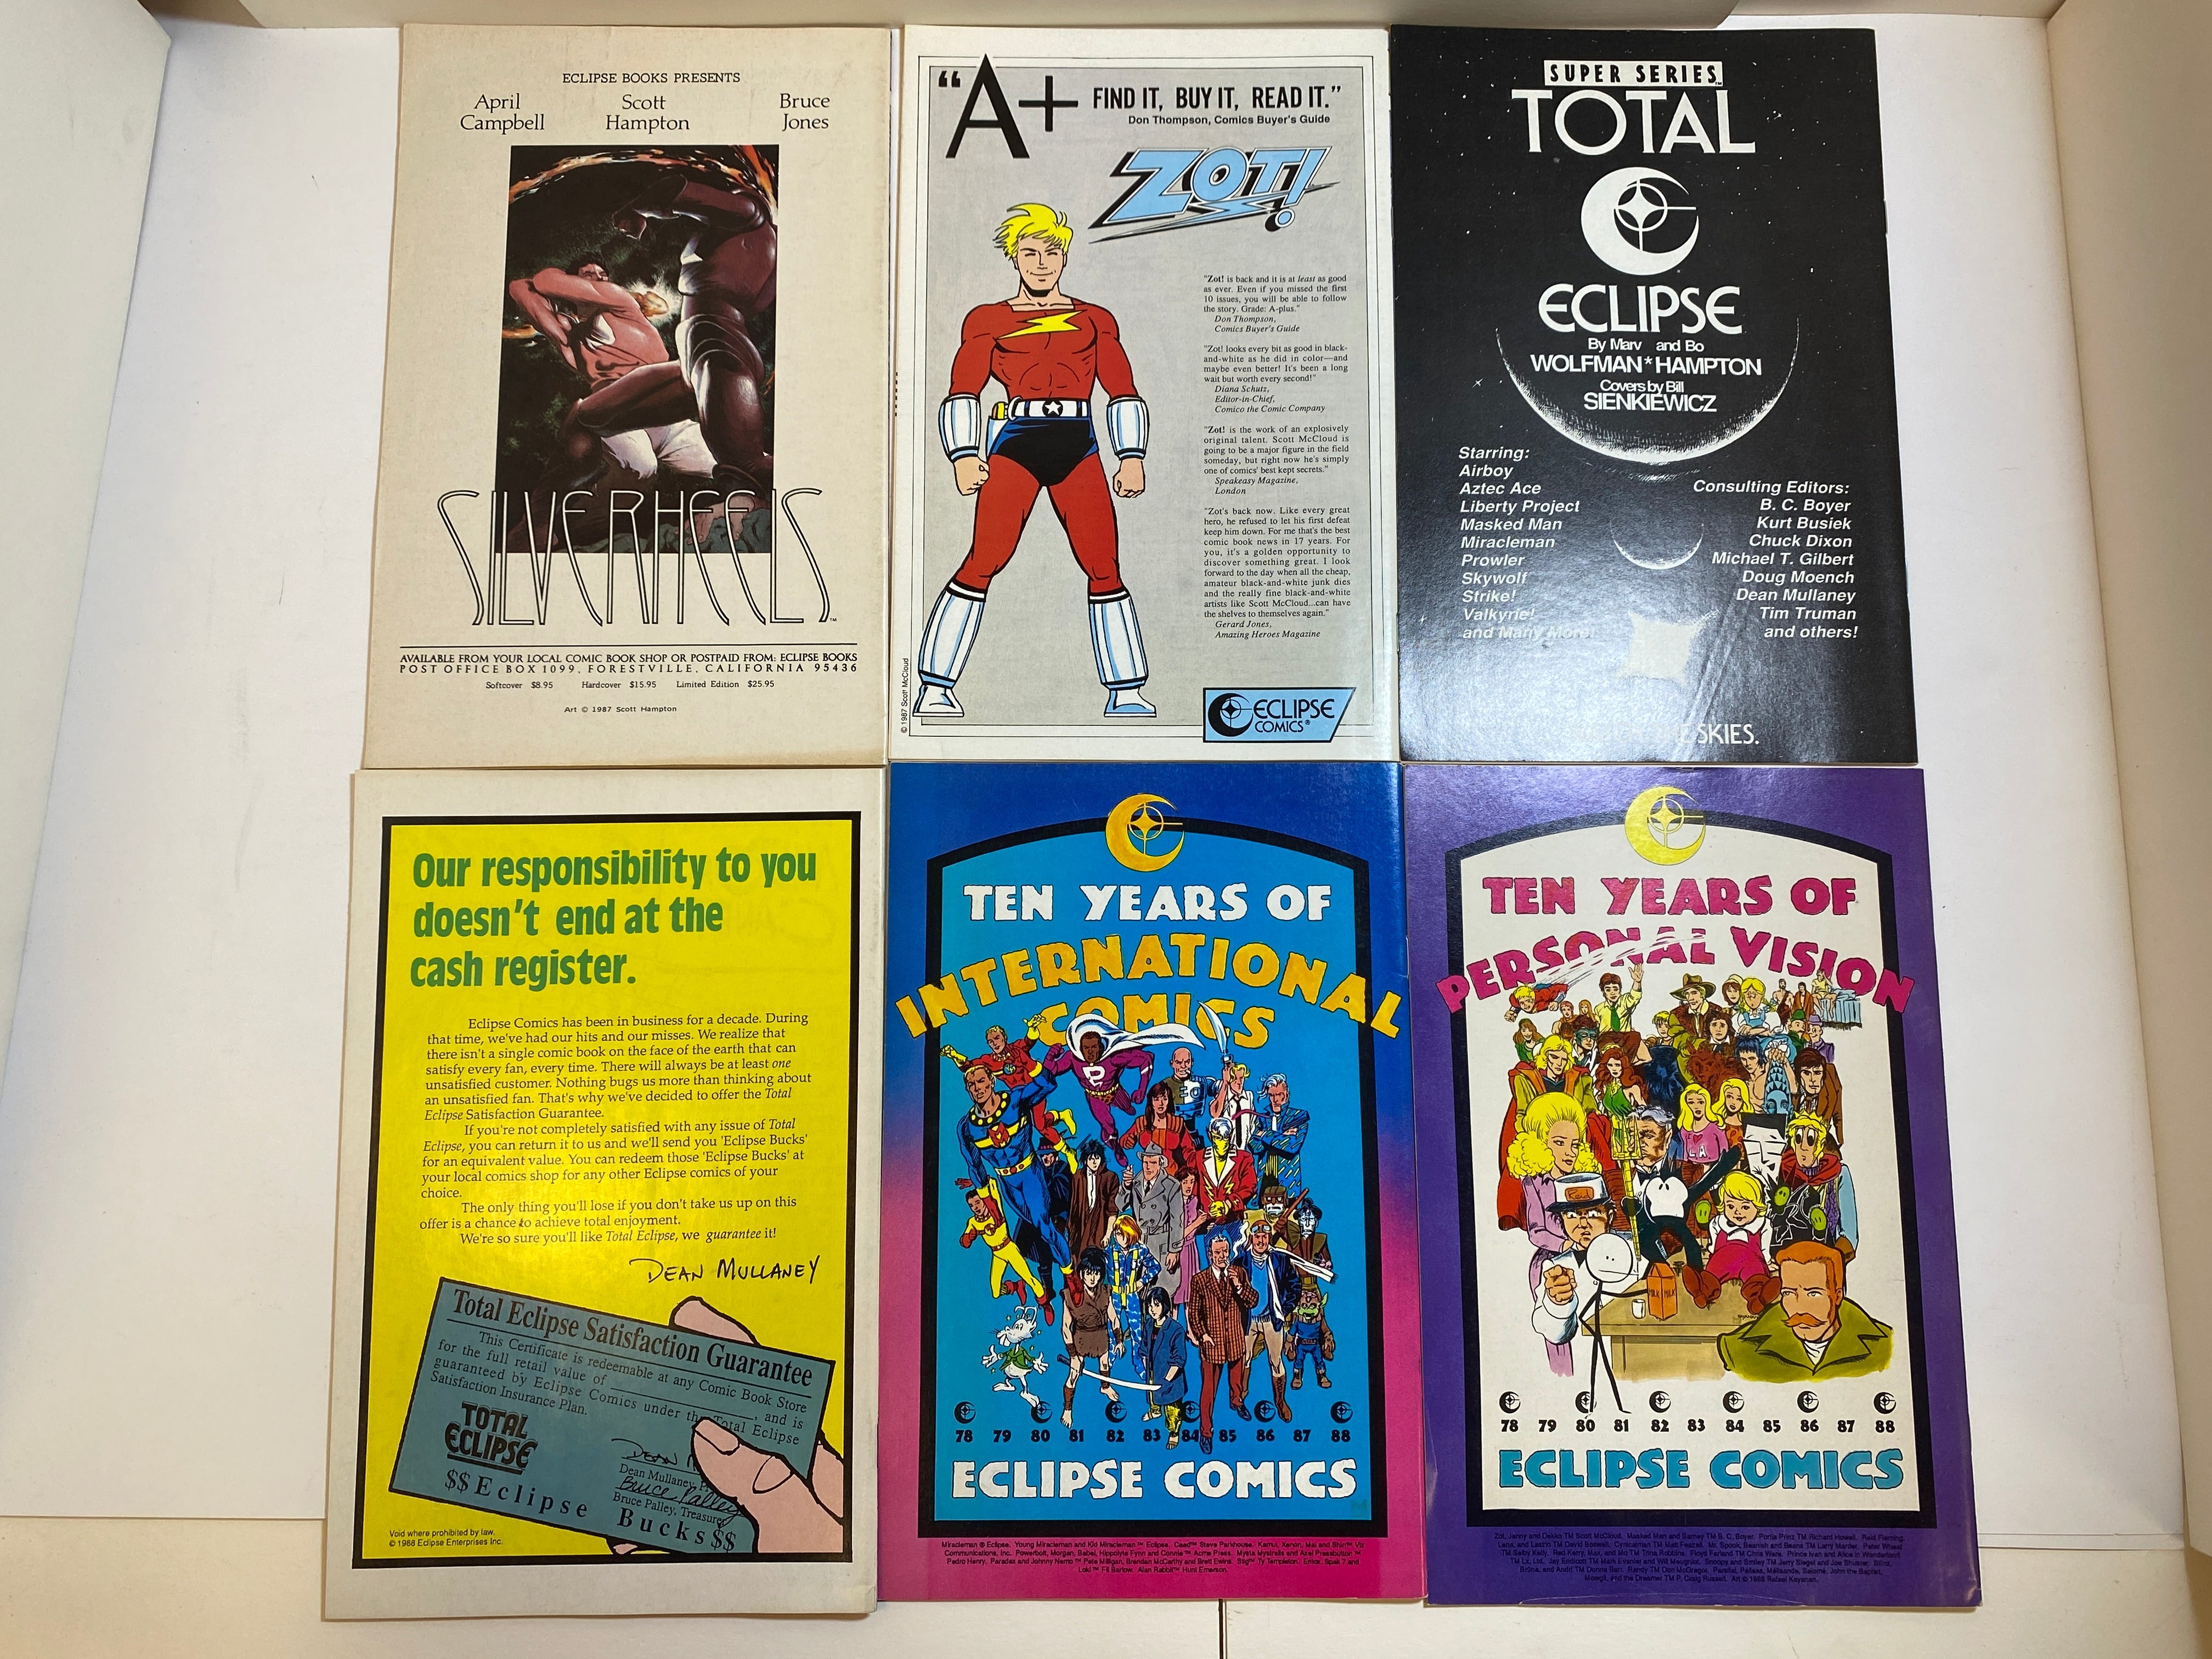 ECLIPSE BOOKS PRESENTS
April Campbell
Scott Hampton
Bruce Jones
SILVERHEELS™
AVAILABLE FROM YOUR LOCAL COMIC BOOK SHOP OR POSTPAID FROM: ECLIPSE BOOKS
POST OFFICE BOX 1099, FORESTVILLE, CALIFORNIA 95436
Softcover $8.95 Hardcover $15.95 Limited Edition $25.95
Art © 1987 Scott Hampton
"A+ FIND IT, BUY IT, READ IT."
Don Thompson, Comics Buyer's Guide
ZOT!
"Zot! is back and it is at least as good
as ever. Even if you missed the first
10 issues, you will be able to follow
the story. Grade: A-plus."
Don Thompson,
Comics Buyer's Guide
"Zot! looks every bit as good in black-
and-white as he did in color—and
maybe even better! It's been a long
wait but worth every second!"
Diana Schutz,
Editor-in-Chief,
Comico the Comic Company
"Zot! is the work of an explosively
original talent. Scott McCloud is
going to be a major figure in the field
someday, but right now he's simply
one of comics' best kept secrets."
Speakeasy Magazine,
London
"Zot's back now. Like every great
hero, he refused to let his first defeat
keep him down. For me that's the best
comic book news in 17 years. For
you, it's a golden opportunity to
discover something great. I look
forward to the day when all the cheap,
amateur black-and-white junk dies
and the really fine black-and-white
artists like Scott McCloud...can have
the shelves to themselves again."
Gerard Jones,
Amazing Heroes Magazine
© 1987 Scott McCloud
ECLIPSE
COMICS®
SUPER SERIES™
TOTAL
ECLIPSE
By Marv and Bo
WOLFMAN * HAMPTON
Covers by Bill
SIENKIEWICZ
Starring:
Airboy
Aztec Ace
Liberty Project
Masked Man
Miracleman
Prowler
Skywolf
Strike!
Valkyrie!
and Many More!
Consulting Editors:
B. C. Boyer
Kurt Busiek
Chuck Dixon
Michael T. Gilbert
Doug Moench
Dean Mullaney
Tim Truman
and others!
SKIES.
Our responsibility to you
doesn't end at the
cash register.
Eclipse Comics has been in business for a decade. During
that time, we've had our hits and our misses. We realize that
there isn't a single comic book on the face of the earth that can
satisfy every fan, every time. There will always be at least one
unsatisfied customer. Nothing bugs us more than thinking about
an unsatisfied fan. That's why we've decided to offer the Total
Eclipse Satisfaction Guarantee.
If you're not completely satisfied with any issue of Total
Eclipse, you can return it to us and we'll send you 'Eclipse Bucks'
for an equivalent value. You can redeem those 'Eclipse Bucks' at
your local comics shop for any other Eclipse comics of your
choice.
The only thing you'll lose if you don't take us up on this
offer is a chance to achieve total enjoyment.
We're so sure you'll like Total Eclipse, we guarantee it!
DEAN MULLANEY
Total Eclipse Satisfaction Guarantee
This Certificate is redeemable at any Comic Book Store
for the full retail value of ____, and is
guaranteed by Eclipse Comics under the Total Eclipse
Satisfaction Insurance Plan.
TOTAL
ECLIPSE
Dean Mullaney, P
Bruce Palley
Bruce Palley, Treasurer
$$Eclipse Bucks$$
Void where prohibited by law.
© 1988 Eclipse Enterprises Inc.
TEN YEARS OF
INTERNATIONAL
COMICS
78 79 80 81 82 83 84 85 86 87 88
ECLIPSE COMICS
Miracleman ® Eclipse. Young Miracleman and Kid Miracleman™ Eclipse.
TEN YEARS OF
PERSONAL VISION
78 79 80 81 82 83 84 85 86 87 88
ECLIPSE COMICS